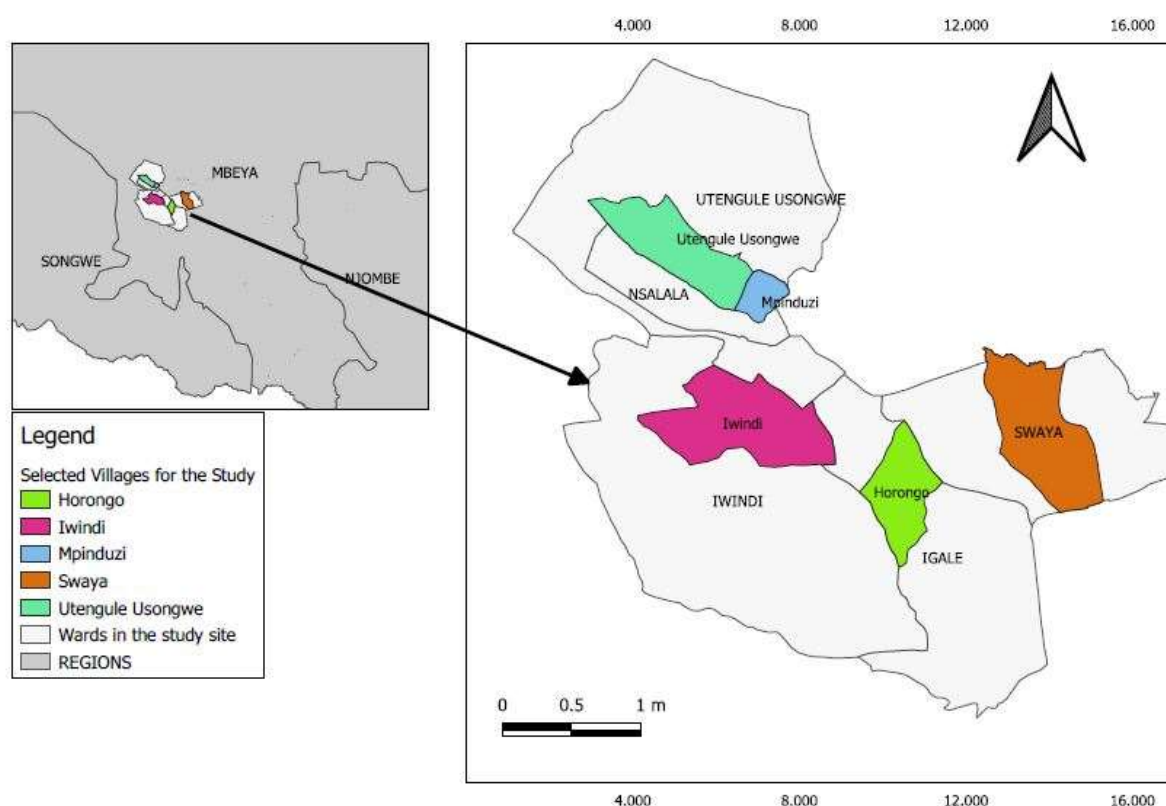 4.000 8.000 12.000 16.000
MBEYA
SONGWE
NJOMBE
Legend
Selected Villages for the Study
Horongo
Iwindi
Mpinduzi
Swaya
Utengule Usongwe
Wards in the study site
REGIONS
UTENGULE USONGWE
Utengule Usongwe
NSALALA
Mpinduzi
Iwindi
SWAYA
IWINDI
Horongo
IGALE
0 0.5 1 m
4.000 8.000 12.000 16.000